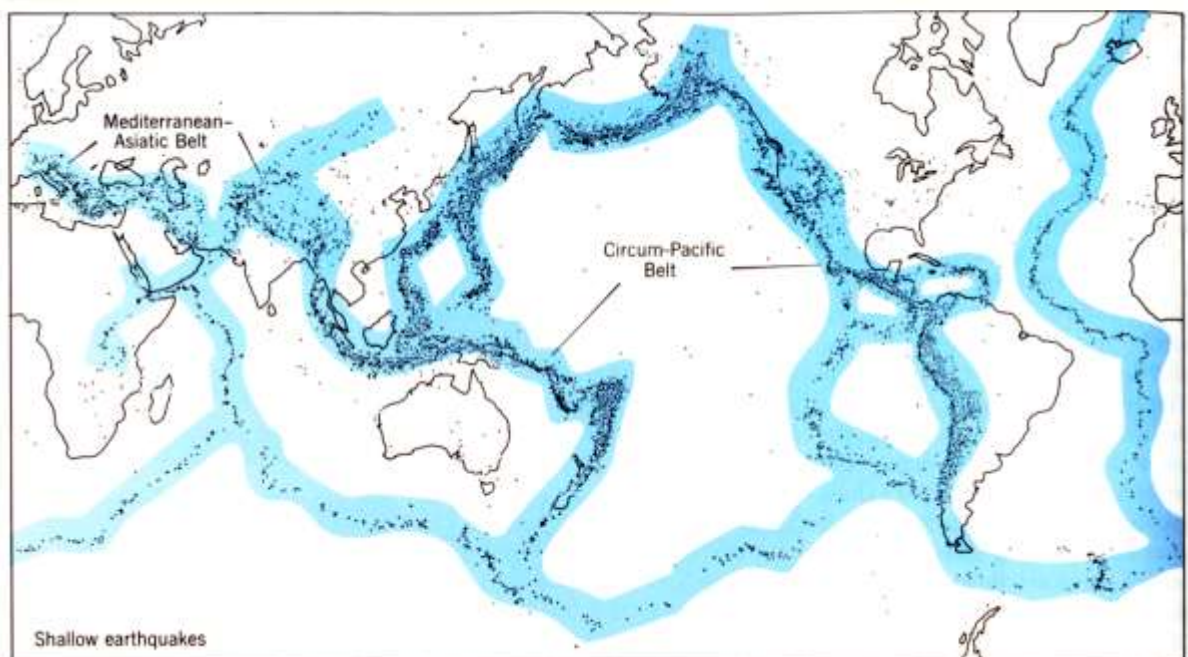 Mediterranean-
Asiatic Belt
Circum-Pacific
Belt
Shallow earthquakes